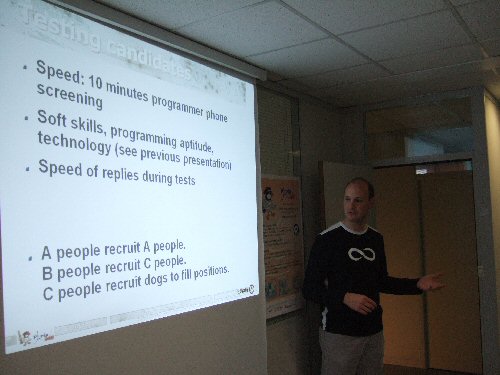 Testing candidates
Speed: 10 minutes programmer phone
screening
Soft skills, programming aptitude,
technology (see previous presentation)
Speed of replies during tests
A people recruit A people.
B people recruit C people.
C people recruit dogs to fill positions.